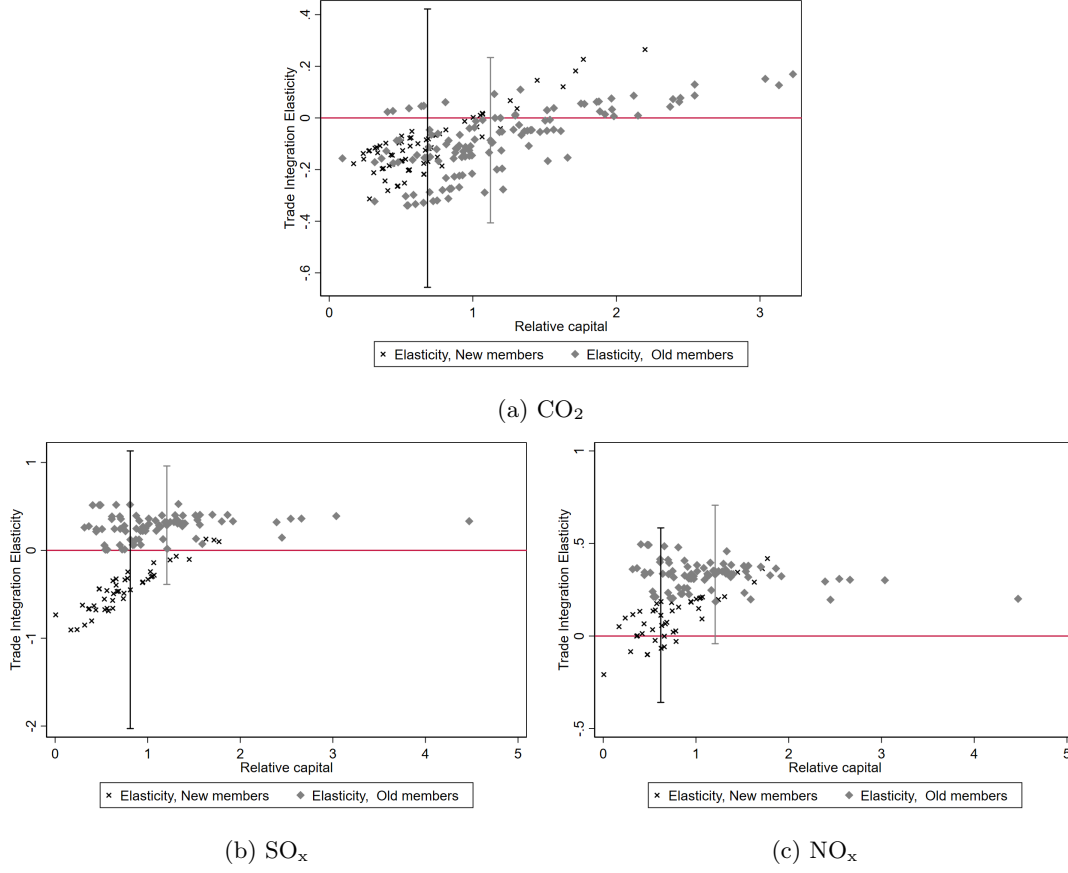 .4
.2
0
-.2
-.4
-.6
Trade Integration Elasticity
0 1 2 3
Relative capital
Elasticity, New members Elasticity, Old members
(a) CO₂
1
0
-1
-2
Trade Integration Elasticity
0 1 2 3 4 5
Relative capital
Elasticity, New members Elasticity, Old members
(b) SOₓ
1
.5
0
-.5
Trade Integration Elasticity
0 1 2 3 4 5
Relative capital
Elasticity, New members Elasticity, Old members
(c) NOₓ